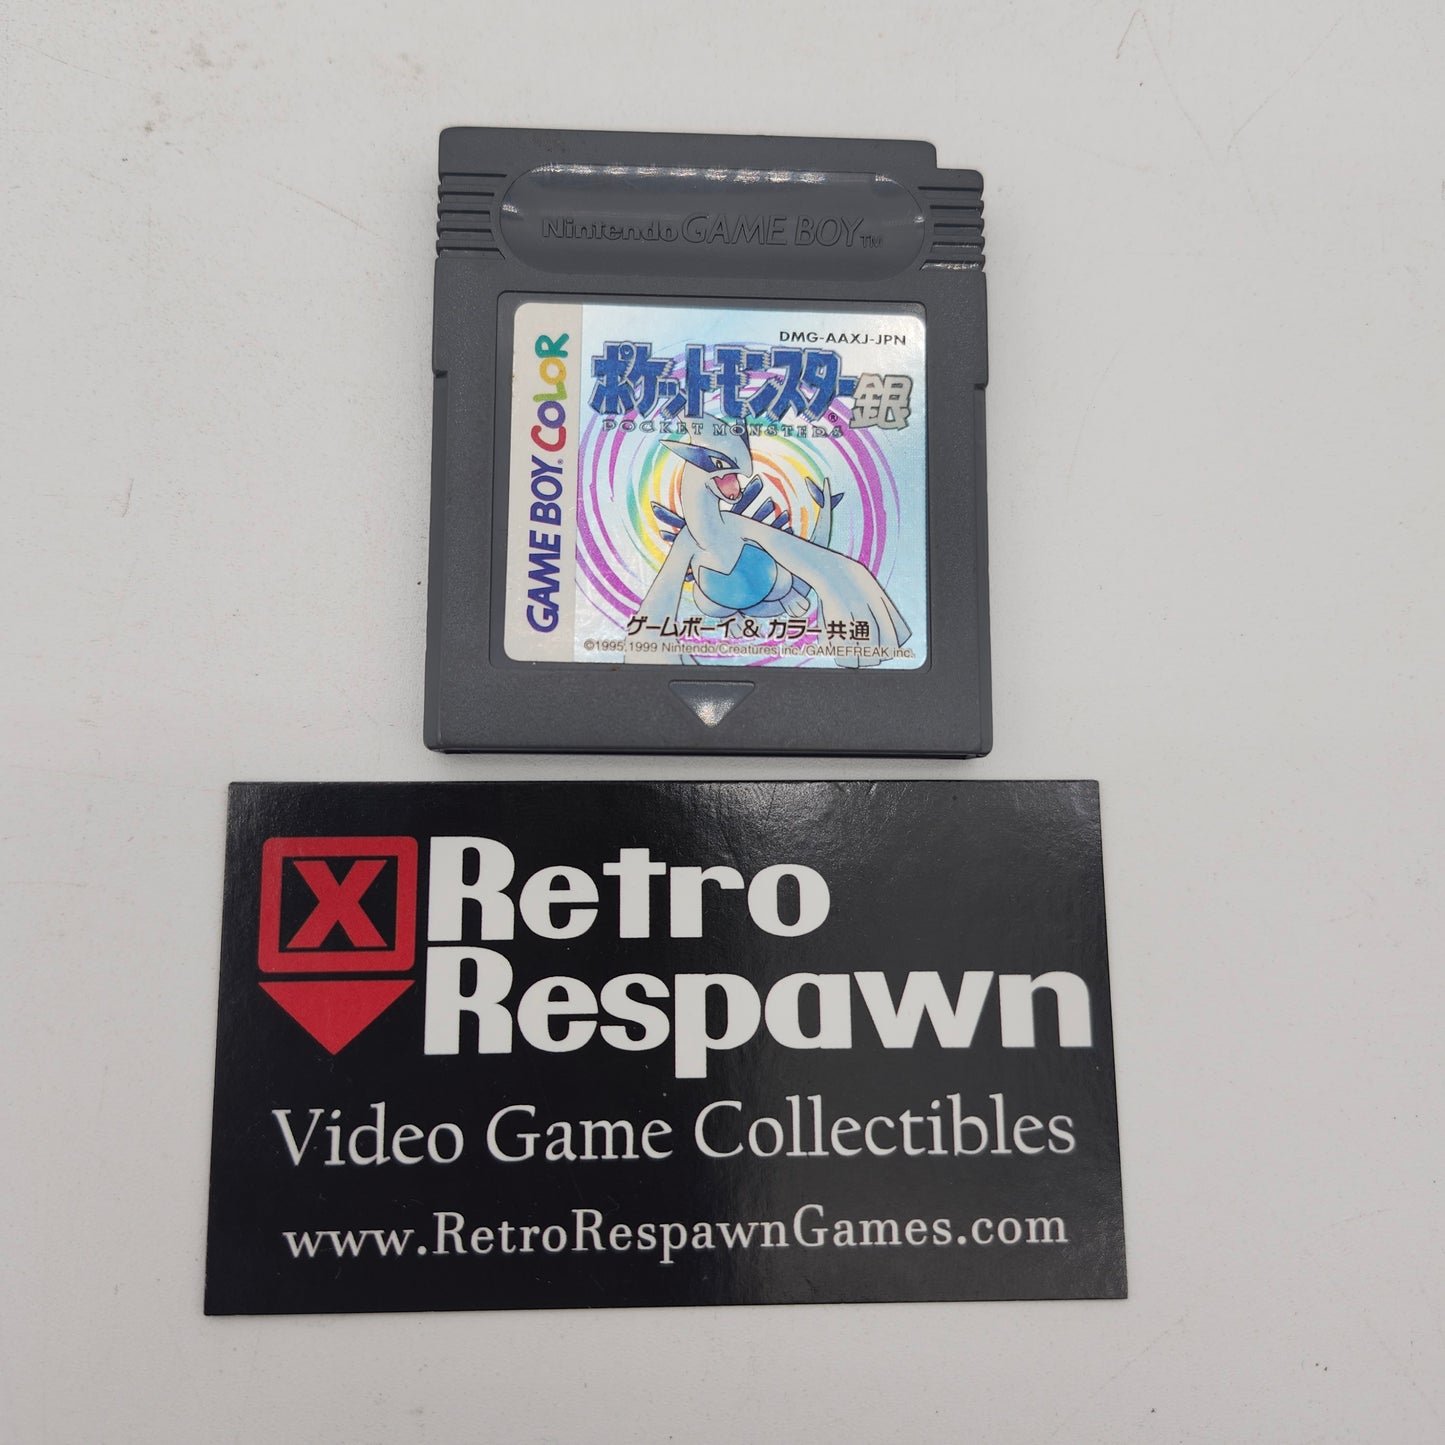 Nintendo GAME BOY™
GAME BOY® COLOR
DMG-AAXJ-JPN
ポケットモンスター®銀
POCKET MONSTERS
ゲームボーイ & カラー共通
©1995,1999 Nintendo/Creatures inc./GAMEFREAK inc.
X
Retro
Respawn
Video Game Collectibles
www.RetroRespawnGames.com